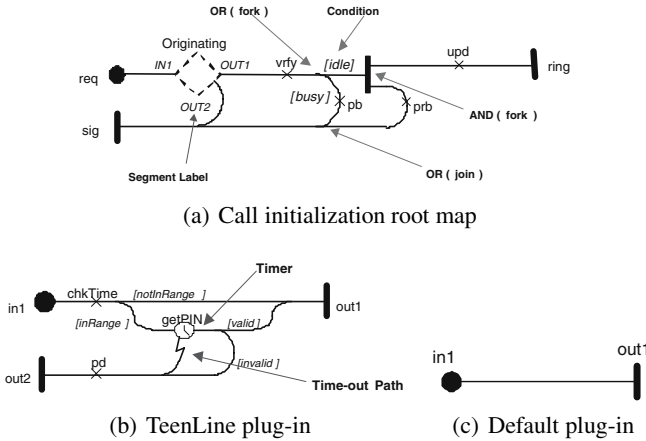 OR ( fork )
Condition
Originating
IN1
OUT1
vrfy
[idle]
upd
req
ring
[busy]
pb
prb
OUT2
AND ( fork )
sig
OR ( join )
Segment Label
(a) Call initialization root map
Timer
chkTime
[notInRange ]
in1
out1
getPIN
[inRange ]
[valid]
[invalid ]
pd
out2
Time-out Path
in1
out1
(b) TeenLine plug-in
(c) Default plug-in